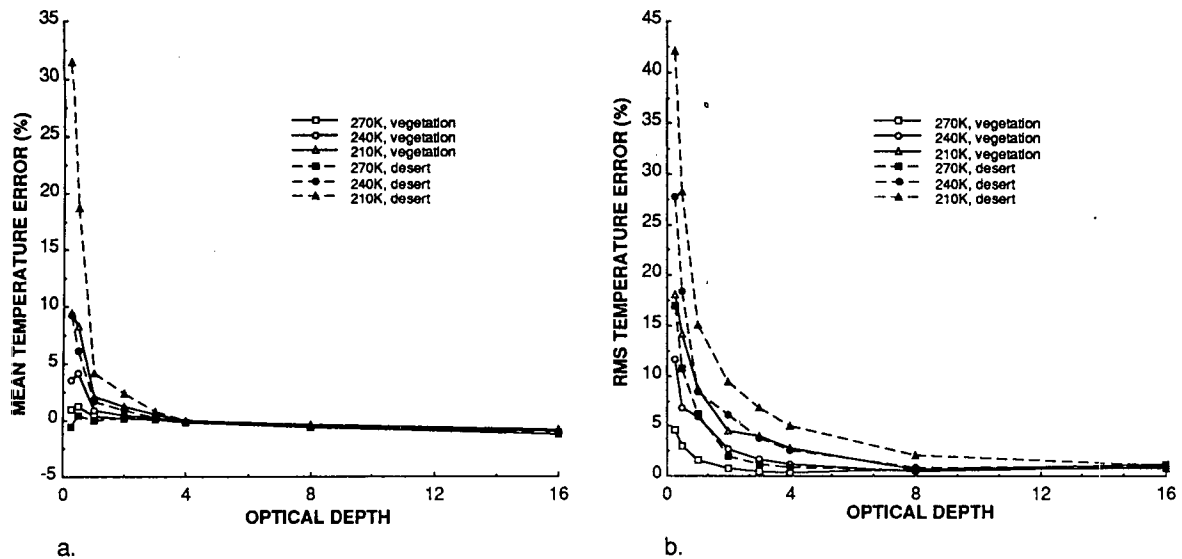 35
30
25
20
15
10
5
0
-5
MEAN TEMPERATURE ERROR (%)
270K, vegetation
240K, vegetation
210K, vegetation
270K, desert
240K, desert
210K, desert
0 4 8 12 16
OPTICAL DEPTH
a.
45
40
35
30
25
20
15
10
5
0
RMS TEMPERATURE ERROR (%)
270K, vegetation
240K, vegetation
210K, vegetation
270K, desert
240K, desert
210K, desert
0 4 8 12 16
OPTICAL DEPTH
b.